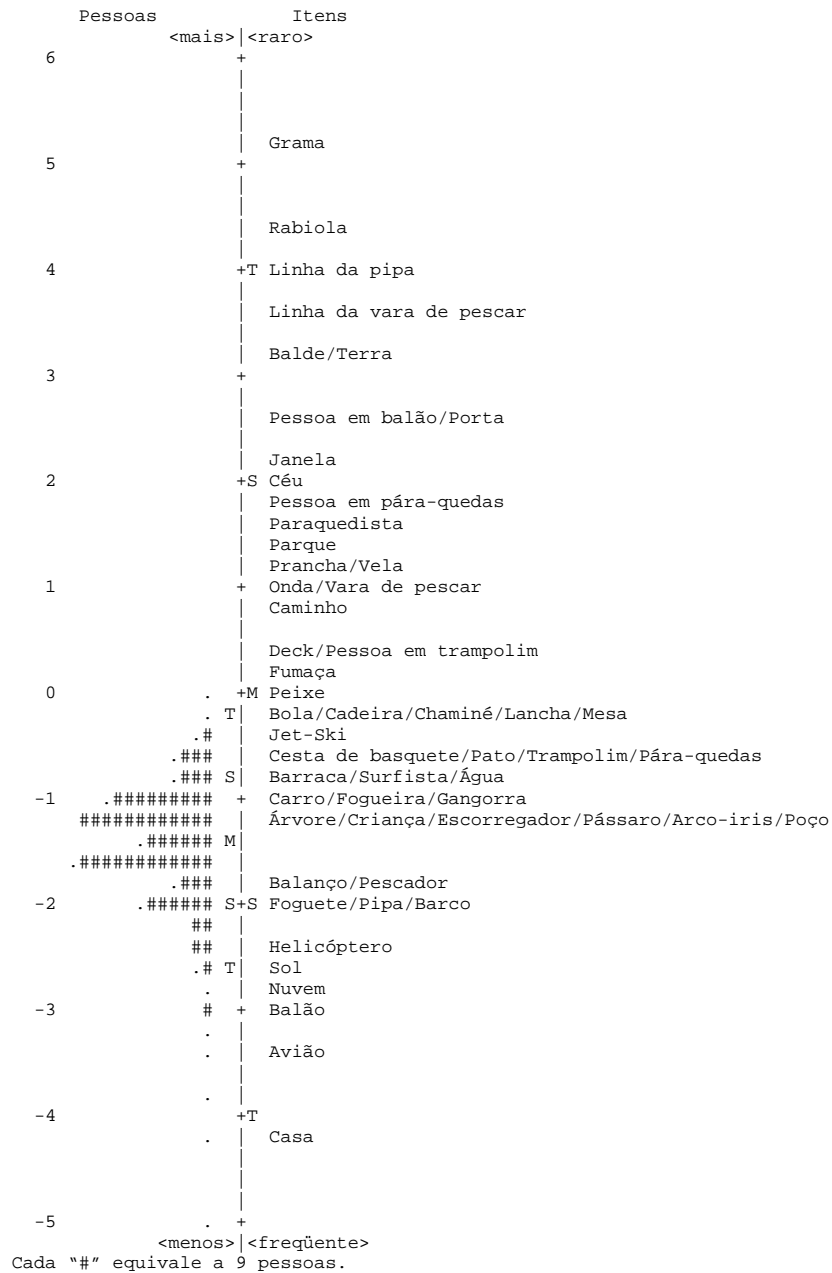 Pessoas Itens
<mais>|<raro>
6 +
|
|
|
| Grama
5 +
|
|
| Rabiola
|
4 +T Linha da pipa
|
| Linha da vara de pescar
|
| Balde/Terra
3 +
|
| Pessoa em balão/Porta
|
| Janela
2 +S Céu
| Pessoa em pára-quedas
| Paraquedista
| Parque
| Prancha/Vela
1 + Onda/Vara de pescar
| Caminho
|
| Deck/Pessoa em trampolim
| Fumaça
0 . +M Peixe
. T| Bola/Cadeira/Chaminé/Lancha/Mesa
.# | Jet-Ski
.### | Cesta de basquete/Pato/Trampolim/Pára-quedas
.### S| Barraca/Surfista/Água
-1 .######### + Carro/Fogueira/Gangorra
############ | Árvore/Criança/Escorregador/Pássaro/Arco-iris/Poço
.###### M|
.############ |
.### | Balanço/Pescador
-2 .###### S+S Foguete/Pipa/Barco
## |
## | Helicóptero
.# T| Sol
. | Nuvem
-3 # + Balão
. |
. | Avião
|
. |
-4 +T
. | Casa
|
|
|
-5 . +
<menos>|<freqüente>
Cada "#" equivale a 9 pessoas.